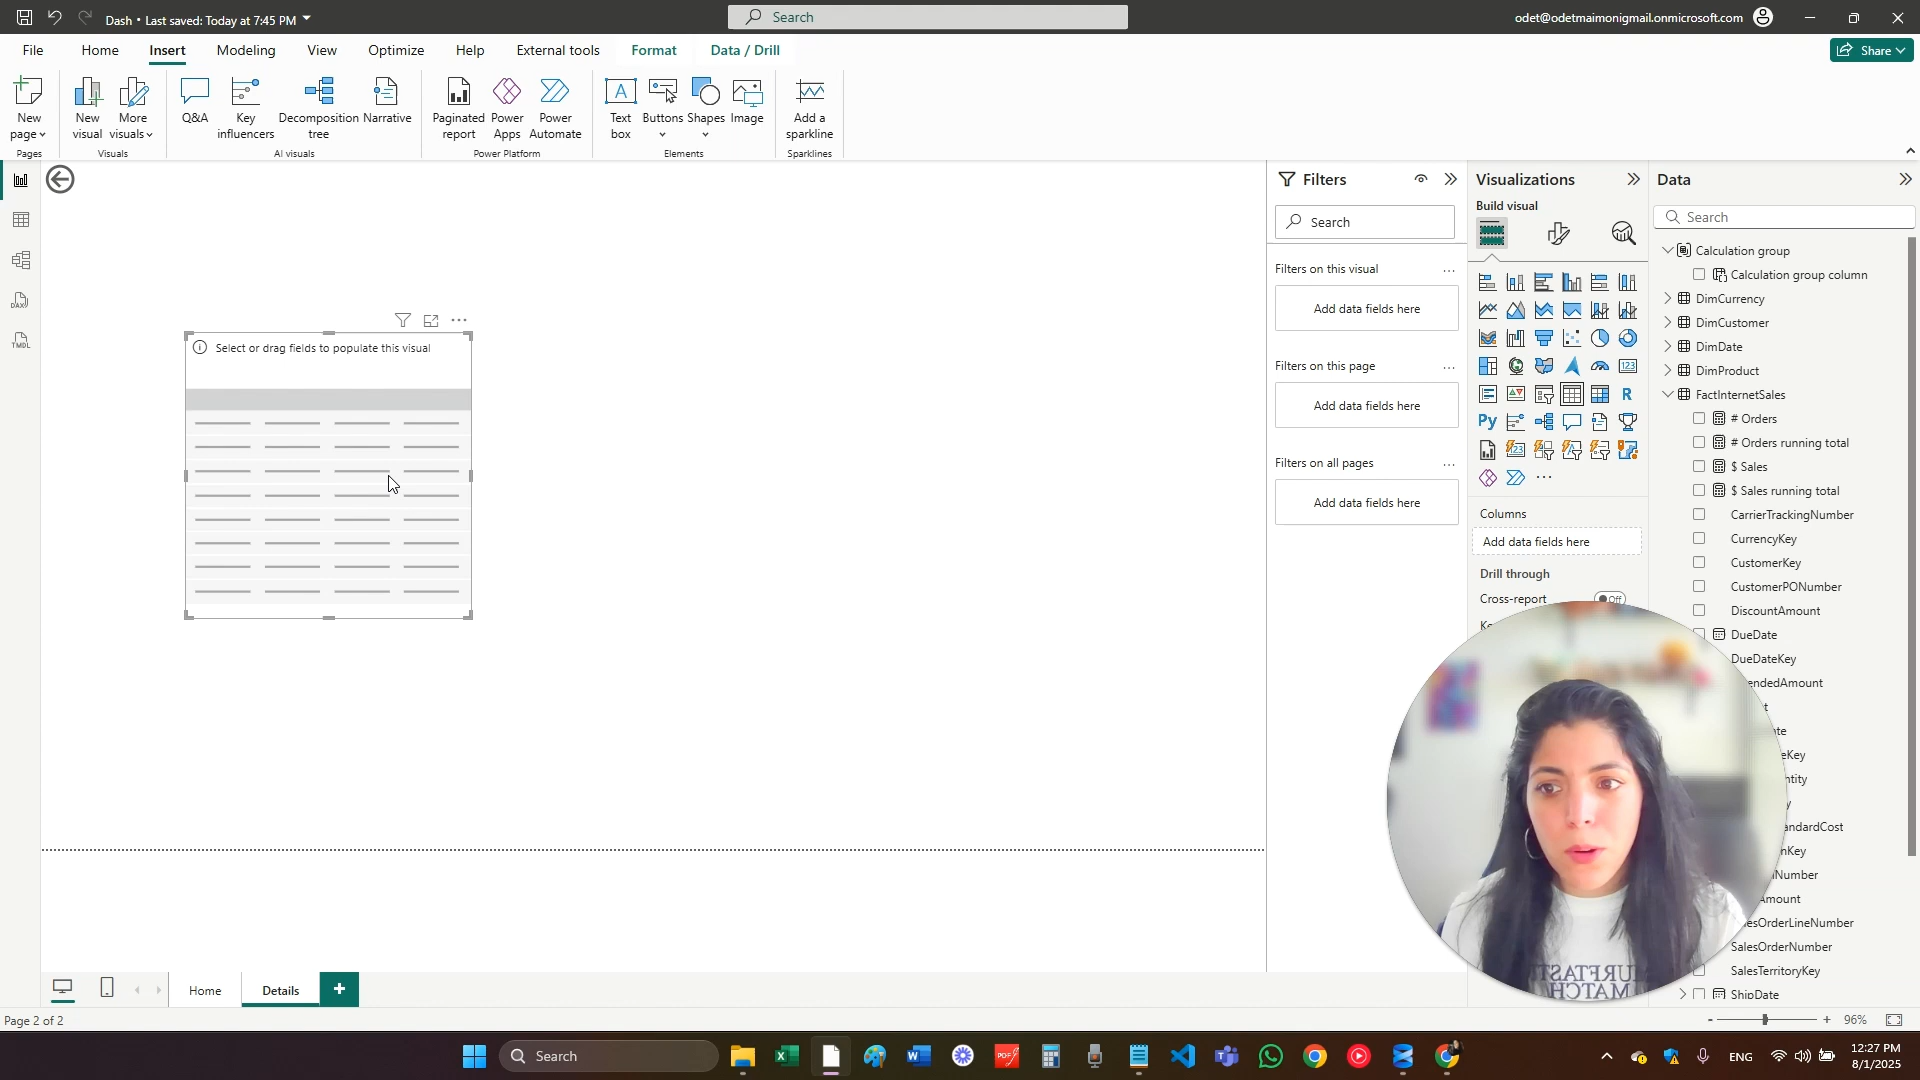 Dash • Last saved: Today at 7:45 PM
Search
odet@odetmaimonigmail.onmicrosoft.com
File
Home
Insert
Modeling
View
Optimize
Help
External tools
Format
Data / Drill
Share
New page
New visual
More visuals
Q&A
Key influencers
Decomposition tree
Narrative
Paginated report
Power Apps
Power Automate
Text box
Buttons
Shapes
Image
Add a sparkline
Pages
Visuals
AI visuals
Power Platform
Elements
Sparklines
DAX
TMDL
Select or drag fields to populate this visual
Filters
Search
Filters on this visual
Add data fields here
Filters on this page
Add data fields here
Filters on all pages
Add data fields here
Visualizations
Build visual
123
R
Py
123
Columns
Add data fields here
Drill through
Cross-report
Off
Data
Search
Calculation group
Calculation group column
DimCurrency
DimCustomer
DimDate
DimProduct
FactInternetSales
# Orders
# Orders running total
$ Sales
$ Sales running total
CarrierTrackingNumber
CurrencyKey
CustomerKey
CustomerPONumber
DiscountAmount
DueDate
DueDateKey
SalesOrderNumber
SalesTerritoryKey
ShipDate
Home
Details
Page 2 of 2
- + 96%
Search
ENG
12:27 PM
8/1/2025